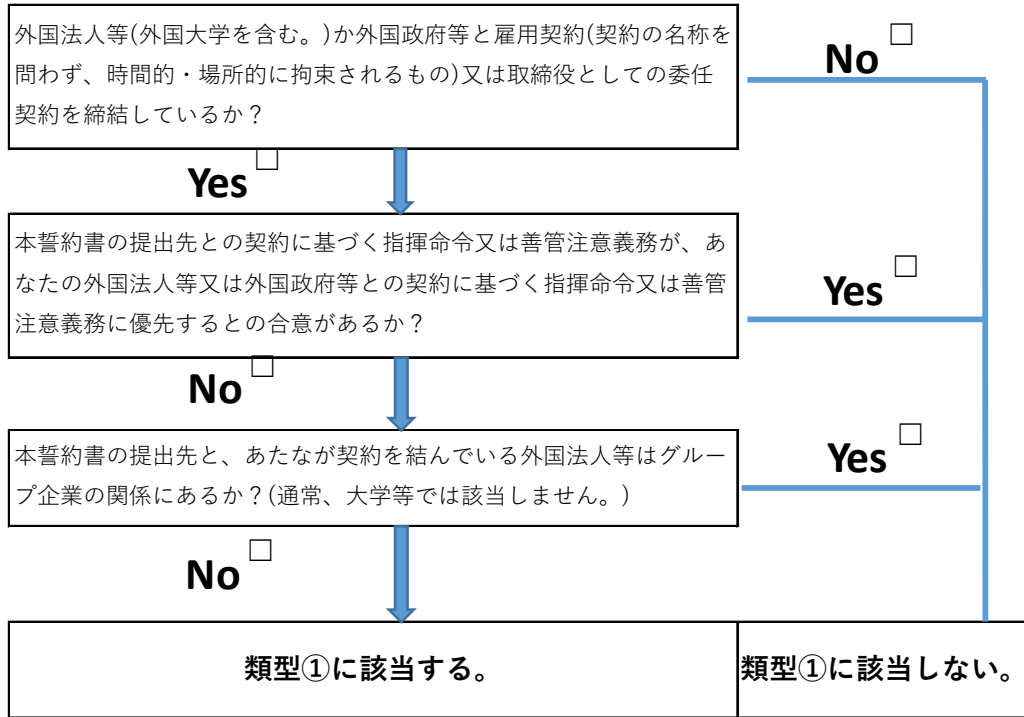 外国法人等(外国大学を含む。)か外国政府等と雇用契約(契約の名称を
問わず、時間的・場所的に拘束されるもの)又は取締役としての委任
契約を締結しているか？
No □
Yes □
本誓約書の提出先との契約に基づく指揮命令又は善管注意義務が、あ
なたの外国法人等又は外国政府等との契約に基づく指揮命令又は善管
注意義務に優先するとの合意があるか？
Yes □
No □
本誓約書の提出先と、あたなが契約を結んでいる外国法人等はグルー
プ企業の関係にあるか？(通常、大学等では該当しません。)
Yes □
No □
類型①に該当する。
類型①に該当しない。